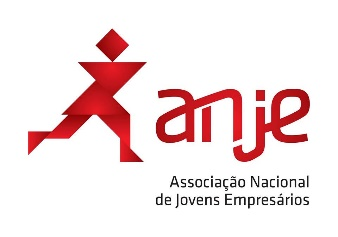 anje
Associação Nacional
de Jovens Empresários